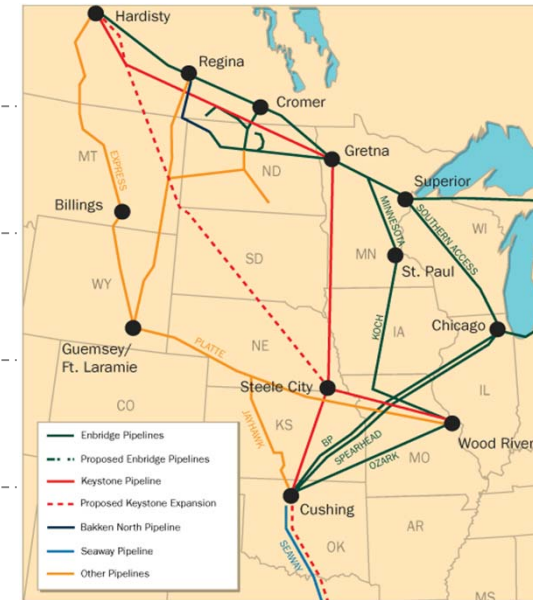 Hardisty
Regina
Cromer
Gretna
MT
EXPRESS
ND
Superior
Billings
MINNESOTA
SOUTHERN ACCESS
WI
SD
MN
St. Paul
WY
KOCH
IA
Chicago
Guemsey/
Ft. Laramie
PLATTE
NE
Steele City
IL
CO
JAYHAWK
KS
BP
SPEARHEAD
OZARK
MO
Wood River
Enbridge Pipelines
Proposed Enbridge Pipelines
Keystone Pipeline
Proposed Keystone Expansion
Bakken North Pipeline
Seaway Pipeline
Other Pipelines
Cushing
SEAWAY
OK
AR
MS